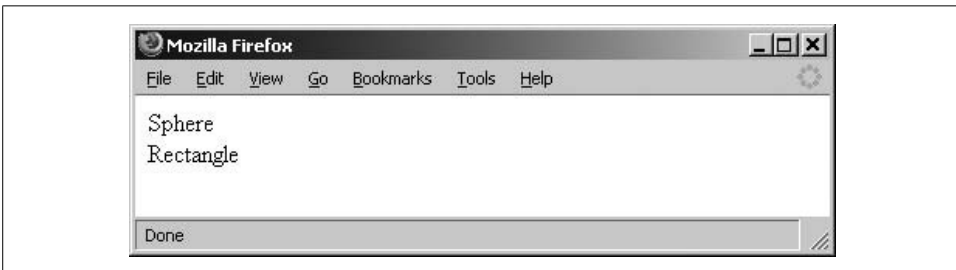 Mozilla Firefox
File Edit View Go Bookmarks Tools Help
Sphere
Rectangle
Done